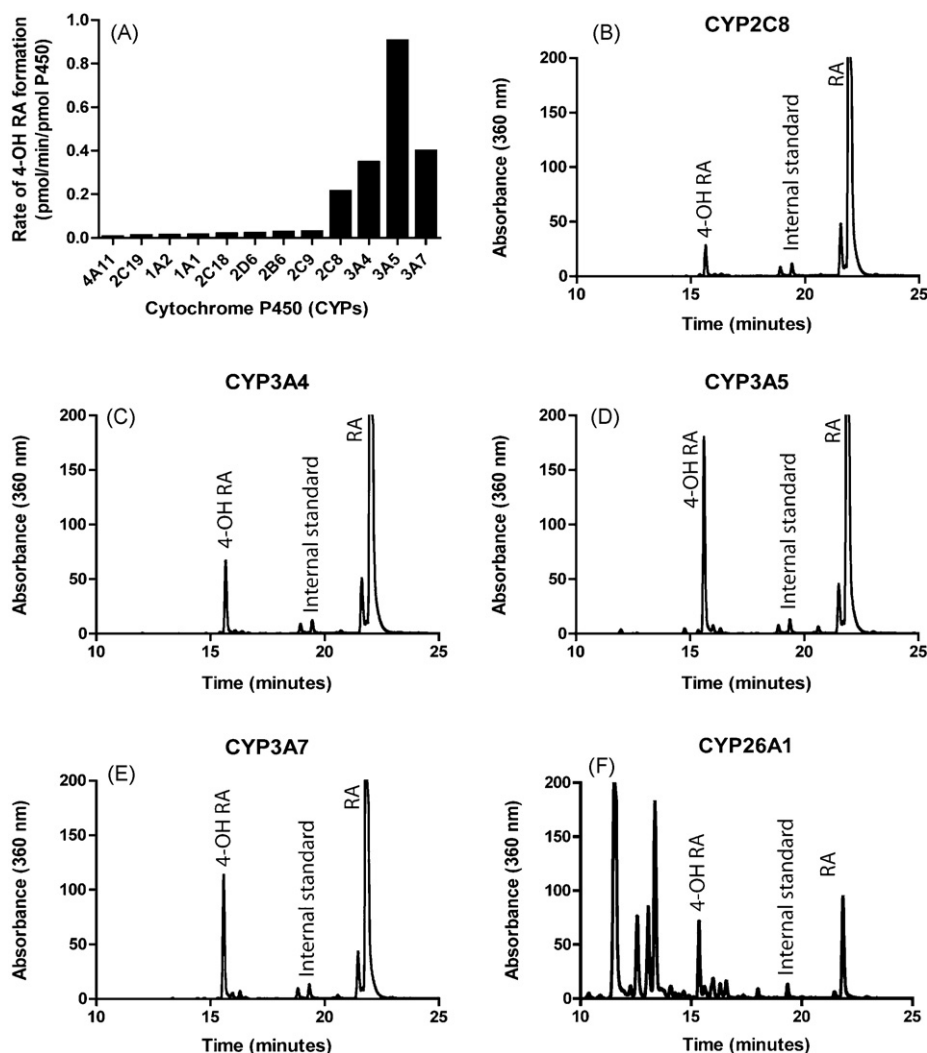 (A)
Rate of 4-OH RA formation
(pmol/min/pmol P450)
1.0
0.8
0.6
0.4
0.2
0.0
4A11
2C19
1A2
1A1
2C18
2D6
2B6
2C9
2C8
3A4
3A5
3A7
Cytochrome P450 (CYPs)
CYP2C8
(B)
Absorbance (360 nm)
200
150
100
50
0
4-OH RA
Internal standard
RA
10 15 20 25
Time (minutes)
CYP3A4
(C)
Absorbance (360 nm)
200
150
100
50
0
4-OH RA
Internal standard
RA
10 15 20 25
Time (minutes)
CYP3A5
(D)
Absorbance (360 nm)
200
150
100
50
0
4-OH RA
Internal standard
RA
10 15 20 25
Time (minutes)
CYP3A7
(E)
Absorbance (360 nm)
200
150
100
50
0
4-OH RA
Internal standard
RA
10 15 20 25
Time (minutes)
CYP26A1
(F)
Absorbance (360 nm)
200
150
100
50
0
4-OH RA
Internal standard
RA
10 15 20 25
Time (minutes)